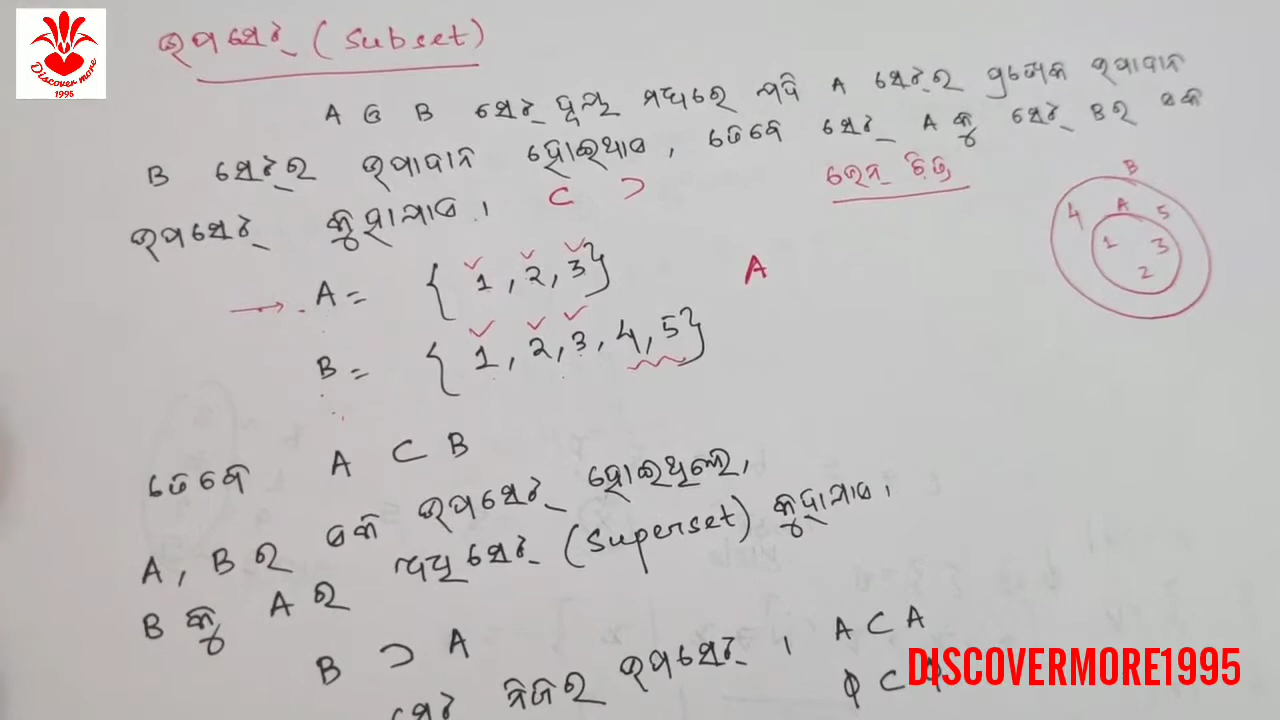 Discover more
1995
ଉପସେଟ୍ (Subset)
A ଓ B ସେଟ୍ ଦ୍ୱୟ ମଧ୍ୟରେ ଯଦି A ସେଟ୍‌ର ପ୍ରତ୍ୟେକ ଉପାଦାନ
B ସେଟ୍‌ର ଉପାଦାନ ହୋଇଥାଏ, ତେବେ ସେଟ୍ A କୁ ସେଟ୍ Bର ଏକ
ଉପସେଟ୍ କୁହାଯାଏ।
⊂ ⊃
ଭେନ୍ ଚିତ୍ର
B
4 A 5
1 3
2
→ A = {1, 2, 3}
A
B = {1, 2, 3, 4, 5}
ତେବେ A ⊂ B
A, B ର ଏକ ଉପସେଟ୍ ହୋଇଥିଲେ,
B କୁ A ର ଅଧିସେଟ୍ (Superset) କୁହାଯାଏ।
B ⊃ A
ସେଟ୍ ନିଜର ଉପସେଟ୍। A ⊂ A
ϕ ⊂
DISCOVERMORE1995